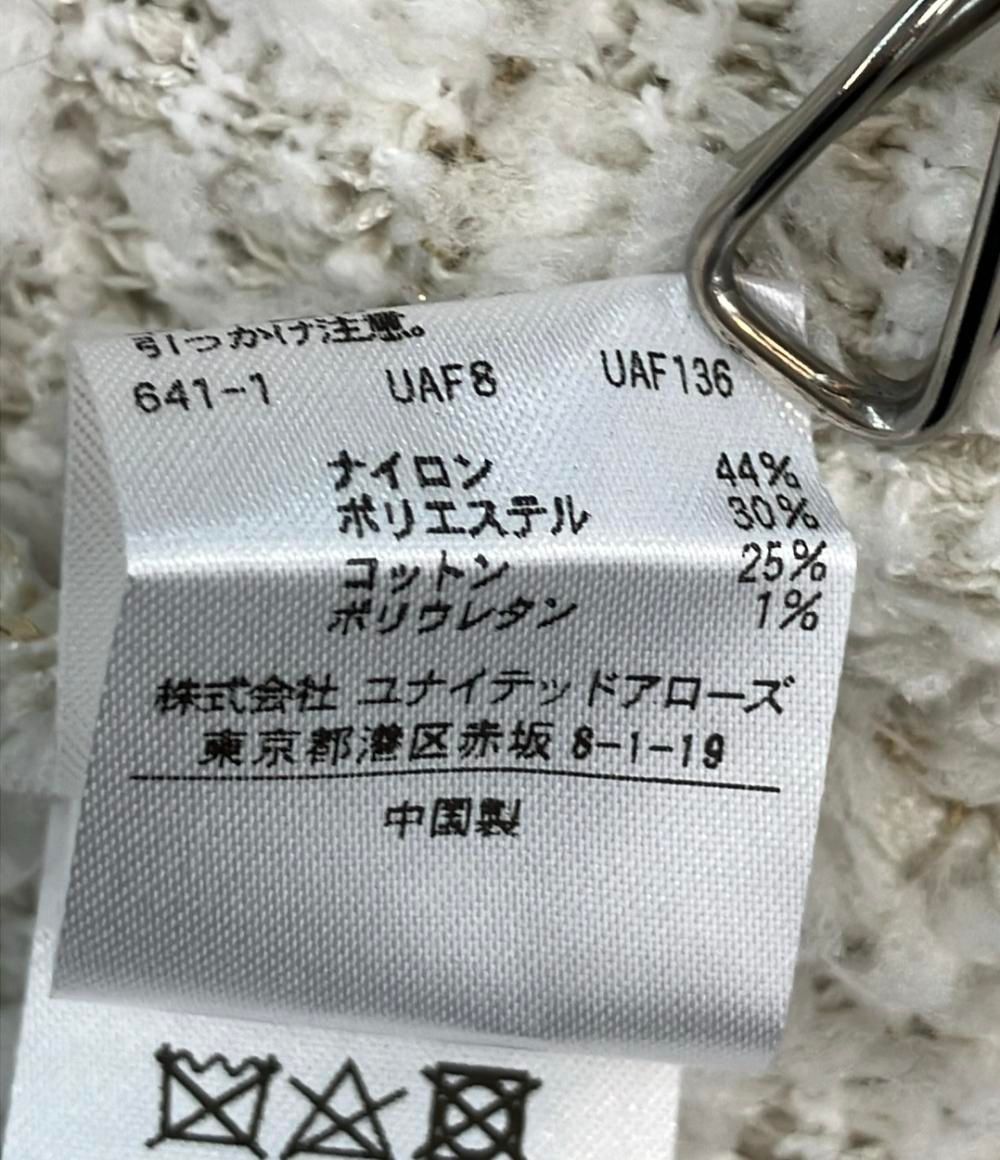 引っかけ注意。
641-1 UAF8 UAF136
ナイロン 44%
ポリエステル 30%
コットン 25%
ポリウレタン 1%
株式会社 ユナイテッドアローズ
東京都港区赤坂 8-1-19
中国製